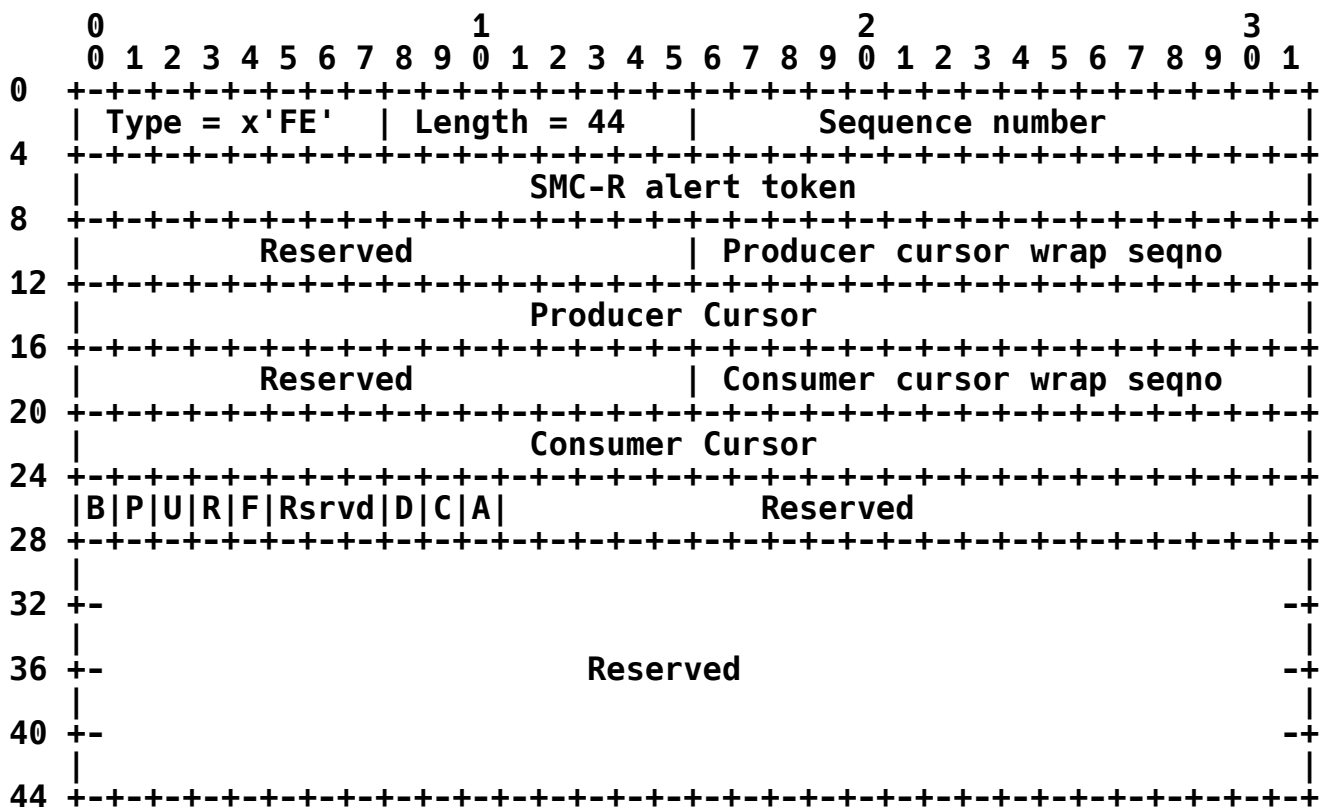 0                   1                   2                   3
    0 1 2 3 4 5 6 7 8 9 0 1 2 3 4 5 6 7 8 9 0 1 2 3 4 5 6 7 8 9 0 1
0  +-+-+-+-+-+-+-+-+-+-+-+-+-+-+-+-+-+-+-+-+-+-+-+-+-+-+-+-+-+-+-+-+
   | Type = x'FE'  | Length = 44   |      Sequence number          |
4  +-+-+-+-+-+-+-+-+-+-+-+-+-+-+-+-+-+-+-+-+-+-+-+-+-+-+-+-+-+-+-+-+
   |                       SMC-R alert token                       |
8  +-+-+-+-+-+-+-+-+-+-+-+-+-+-+-+-+-+-+-+-+-+-+-+-+-+-+-+-+-+-+-+-+
   |         Reserved              | Producer cursor wrap seqno    |
12 +-+-+-+-+-+-+-+-+-+-+-+-+-+-+-+-+-+-+-+-+-+-+-+-+-+-+-+-+-+-+-+-+
   |                       Producer Cursor                         |
16 +-+-+-+-+-+-+-+-+-+-+-+-+-+-+-+-+-+-+-+-+-+-+-+-+-+-+-+-+-+-+-+-+
   |         Reserved              | Consumer cursor wrap seqno    |
20 +-+-+-+-+-+-+-+-+-+-+-+-+-+-+-+-+-+-+-+-+-+-+-+-+-+-+-+-+-+-+-+-+
   |                       Consumer Cursor                         |
24 +-+-+-+-+-+-+-+-+-+-+-+-+-+-+-+-+-+-+-+-+-+-+-+-+-+-+-+-+-+-+-+-+
   |B|P|U|R|F|Rsrvd|D|C|A|             Reserved                    |
28 +-+-+-+-+-+-+-+-+-+-+-+-+-+-+-+-+-+-+-+-+-+-+-+-+-+-+-+-+-+-+-+-+
   |                                                               |
32 +-                                                             -+
   |                                                               |
36 +-                         Reserved                            -+
   |                                                               |
40 +-                                                             -+
   |                                                               |
44 +-+-+-+-+-+-+-+-+-+-+-+-+-+-+-+-+-+-+-+-+-+-+-+-+-+-+-+-+-+-+-+-+